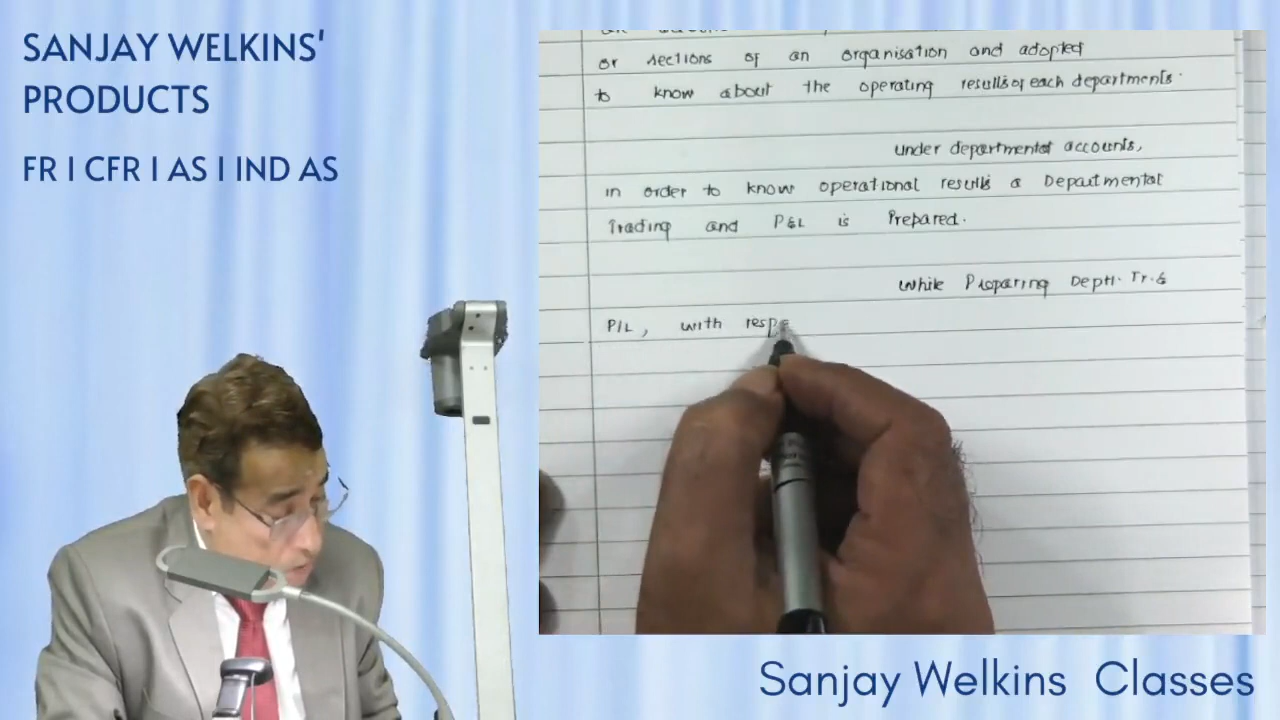 SANJAY WELKINS'
PRODUCTS
FR I CFR I AS I IND AS
or sections of an organisation and adopted
to know about the operating results of each departments.
under departmental accounts,
in order to know operational results a Departmental
Trading and P&L is Prepared.
While Preparing Deptt. Tr. &
P/L, with respe
Sanjay Welkins Classes